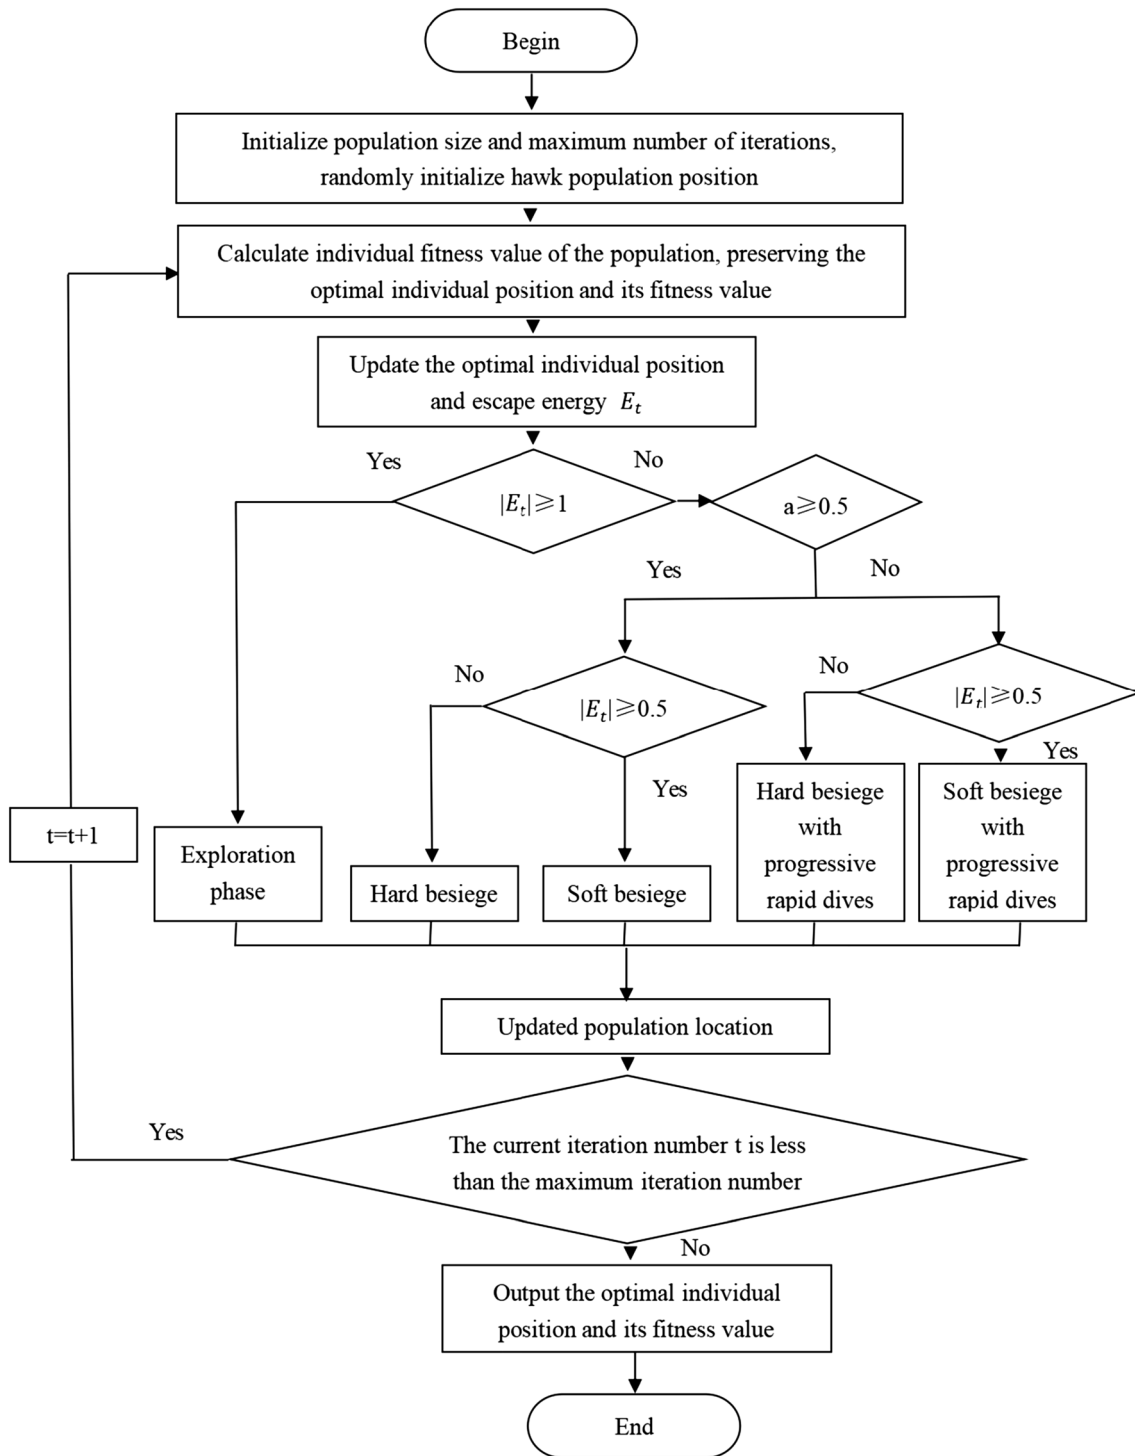 Begin
Initialize population size and maximum number of iterations,
randomly initialize hawk population position
Calculate individual fitness value of the population, preserving the
optimal individual position and its fitness value
Update the optimal individual position
and escape energy E_t
Yes
No
|E_t|≥1
a≥0.5
Yes
No
No
|E_t|≥0.5
Yes
No
|E_t|≥0.5
Yes
t=t+1
Exploration
phase
Hard besiege
Soft besiege
Hard besiege
with
progressive
rapid dives
Soft besiege
with
progressive
rapid dives
Updated population location
Yes
The current iteration number t is less
than the maximum iteration number
No
Output the optimal individual
position and its fitness value
End